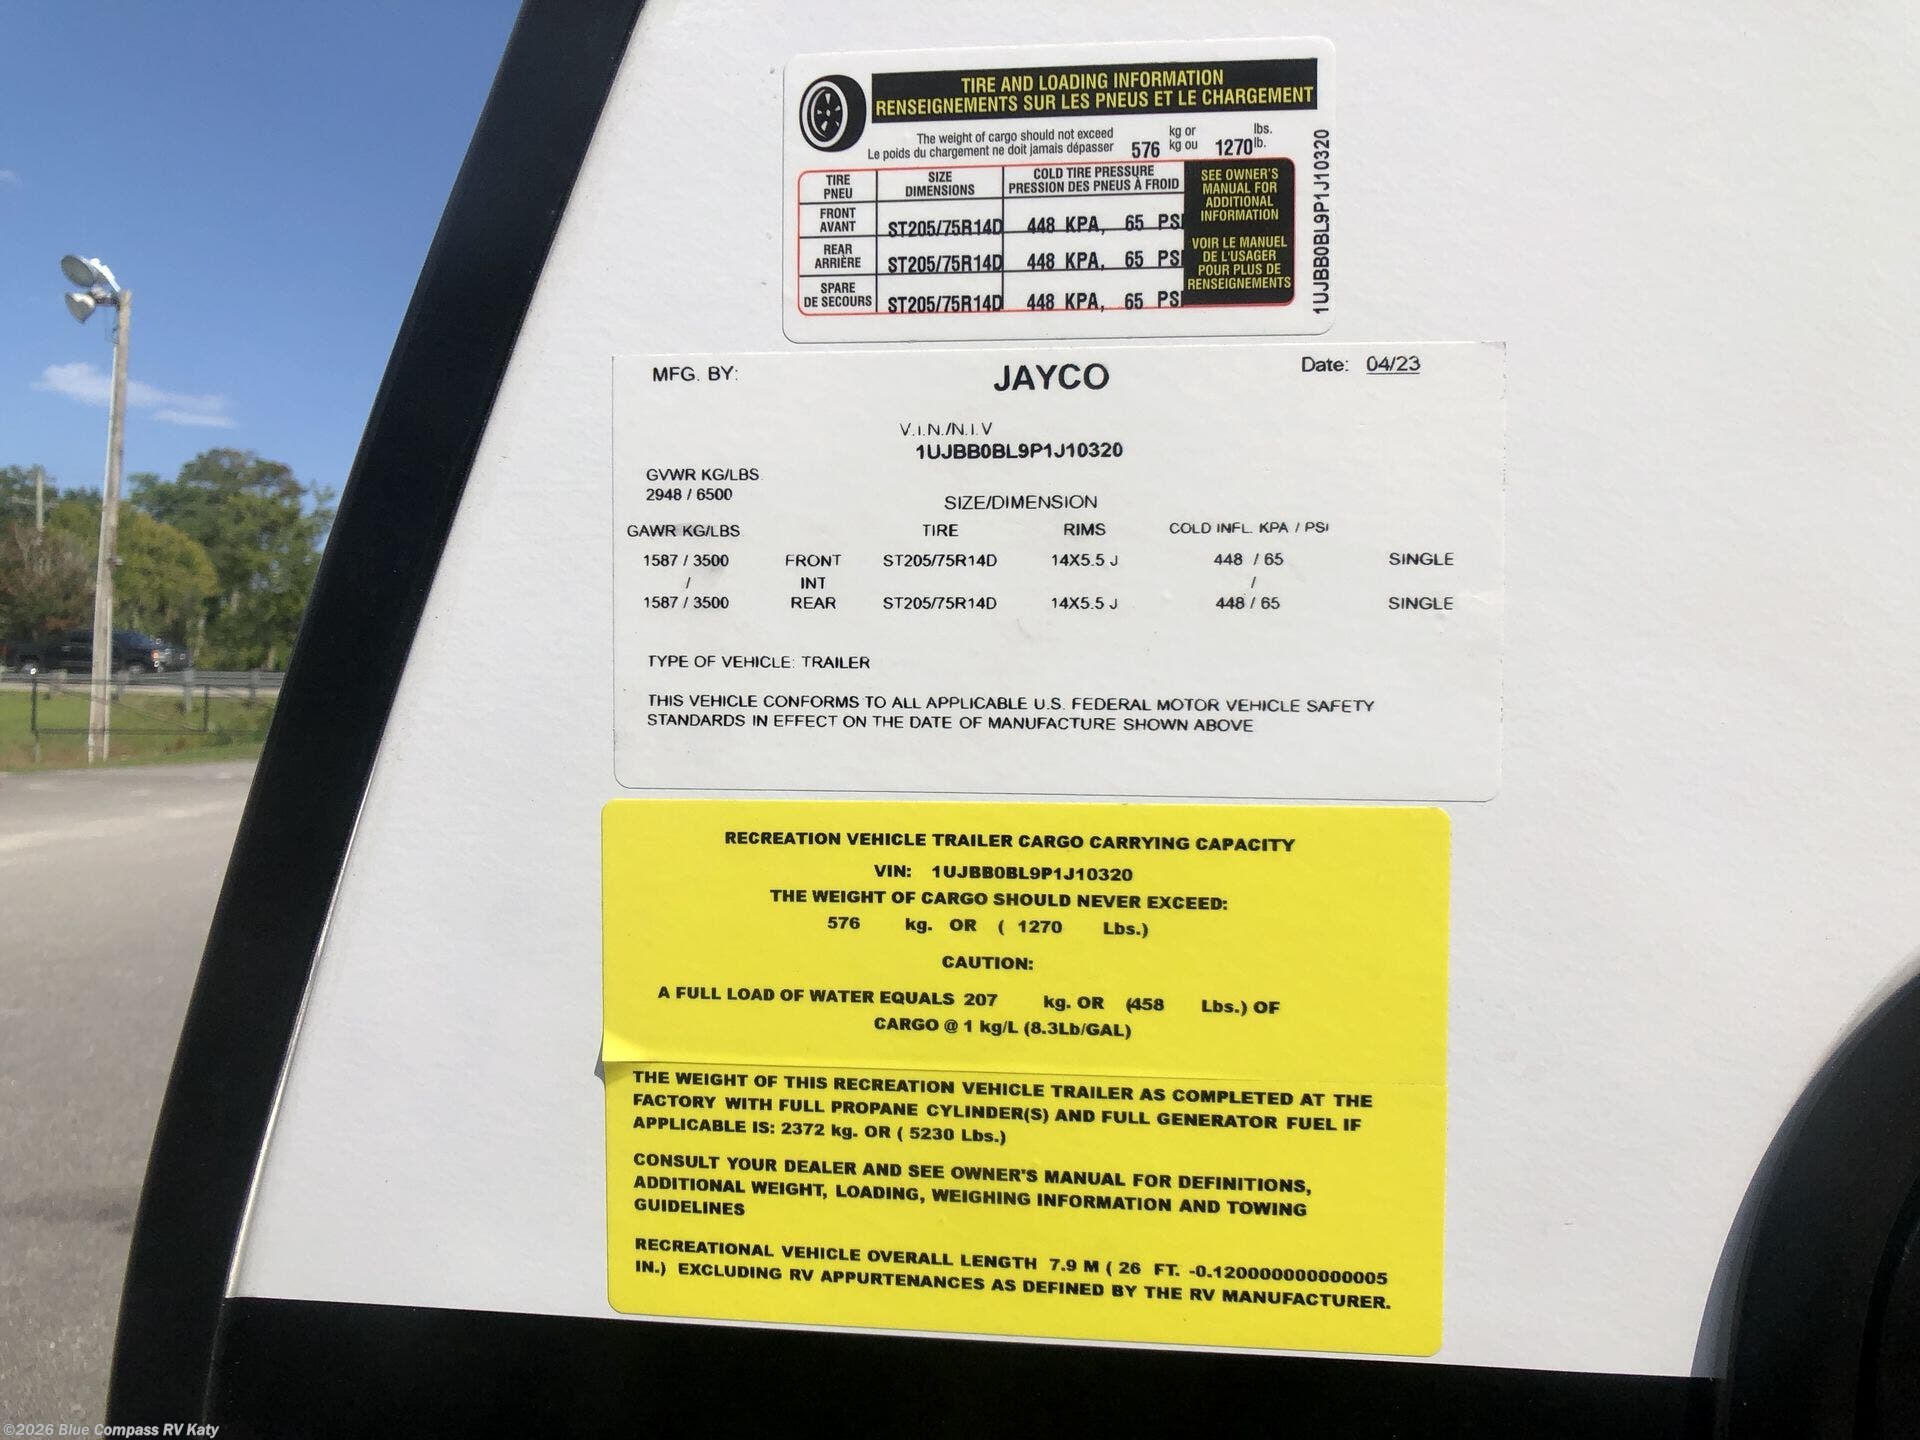 TIRE AND LOADING INFORMATION
RENSEIGNEMENTS SUR LES PNEUS ET LE CHARGEMENT
The weight of cargo should not exceed
Le poids du chargement ne doit jamais dépasser 576 kg or kg ou 1270 lbs. lb.
TIRE PNEU SIZE DIMENSIONS COLD TIRE PRESSURE PRESSION DES PNEUS À FROID
FRONT AVANT ST205/75R14D 448 KPA, 65 PSI
REAR ARRIÈRE ST205/75R14D 448 KPA, 65 PSI
SPARE DE SECOURS ST205/75R14D 448 KPA, 65 PSI
SEE OWNER'S
MANUAL FOR
ADDITIONAL
INFORMATION
VOIR LE MANUEL
DE L'USAGER
POUR PLUS DE
RENSEIGNEMENTS
1UJBB0BL9P1J10320
MFG. BY: JAYCO Date: 04/23
V.I.N./N.I.V
1UJBB0BL9P1J10320
GVWR KG/LBS
2948 / 6500
SIZE/DIMENSION
GAWR KG/LBS TIRE RIMS COLD INFL. KPA / PSI
1587 / 3500 FRONT ST205/75R14D 14X5.5 J 448 / 65 SINGLE
/ INT /
1587 / 3500 REAR ST205/75R14D 14X5.5 J 448 / 65 SINGLE
TYPE OF VEHICLE: TRAILER
THIS VEHICLE CONFORMS TO ALL APPLICABLE U.S. FEDERAL MOTOR VEHICLE SAFETY
STANDARDS IN EFFECT ON THE DATE OF MANUFACTURE SHOWN ABOVE
RECREATION VEHICLE TRAILER CARGO CARRYING CAPACITY
VIN: 1UJBB0BL9P1J10320
THE WEIGHT OF CARGO SHOULD NEVER EXCEED:
576 kg. OR ( 1270 Lbs.)
CAUTION:
A FULL LOAD OF WATER EQUALS 207 kg. OR (458 Lbs.) OF
CARGO @ 1 kg/L (8.3Lb/GAL)
THE WEIGHT OF THIS RECREATION VEHICLE TRAILER AS COMPLETED AT THE
FACTORY WITH FULL PROPANE CYLINDER(S) AND FULL GENERATOR FUEL IF
APPLICABLE IS: 2372 kg. OR ( 5230 Lbs.)
CONSULT YOUR DEALER AND SEE OWNER'S MANUAL FOR DEFINITIONS,
ADDITIONAL WEIGHT, LOADING, WEIGHING INFORMATION AND TOWING
GUIDELINES
RECREATIONAL VEHICLE OVERALL LENGTH 7.9 M ( 26 FT. -0.120000000000005
IN.) EXCLUDING RV APPURTENANCES AS DEFINED BY THE RV MANUFACTURER.
©2026 Blue Compass RV Katy